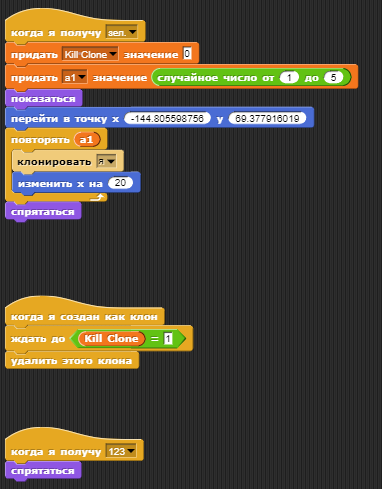 когда я получу зел.
придать Kill Clone значение 0
придать a1 значение случайное число от 1 до 5
показаться
перейти в точку x -144.805598756 y 69.377916019
повторять a1
клонировать я
изменить x на 20
спрятаться
когда я создан как клон
ждать до Kill Clone = 1
удалить этого клона
когда я получу 123
спрятаться